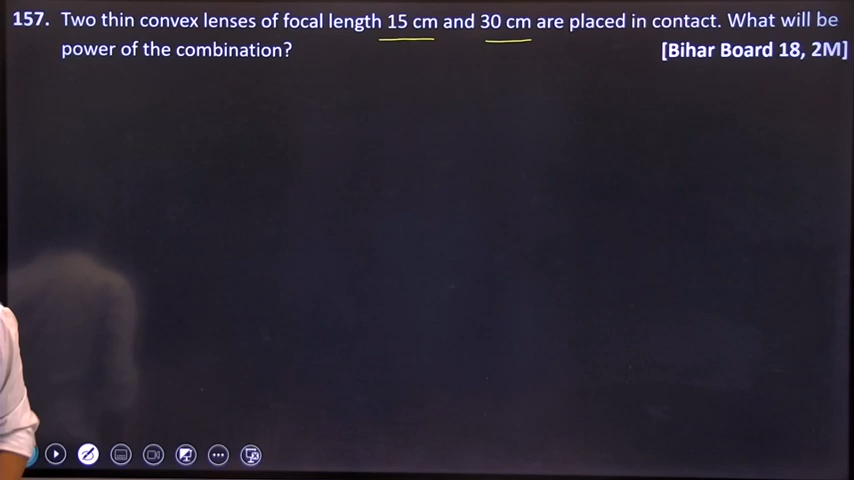 157. Two thin convex lenses of focal length 15 cm and 30 cm are placed in contact. What will be
power of the combination? [Bihar Board 18, 2M]